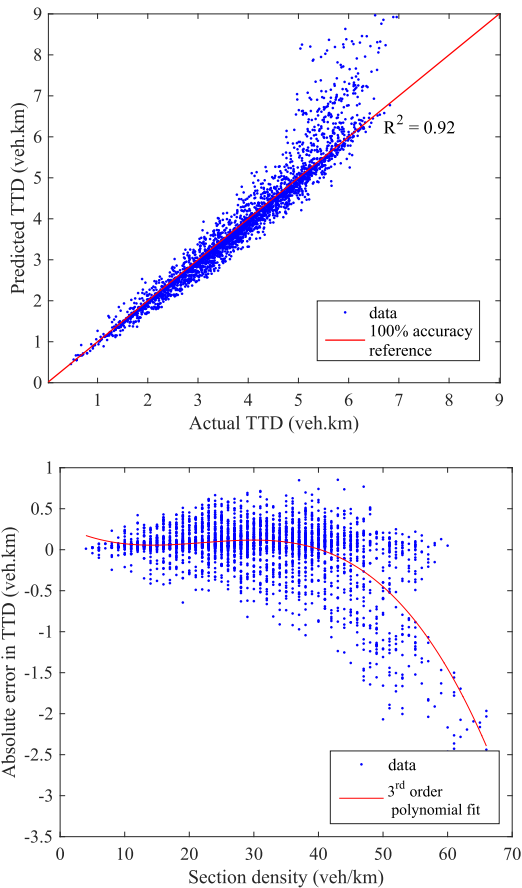 9
8
7
6
5
4
3
2
1
0
Predicted TTD (veh.km)
R² = 0.92
data
100% accuracy
reference
1 2 3 4 5 6 7 8 9
Actual TTD (veh.km)
1
0.5
0
-0.5
-1
-1.5
-2
-2.5
-3
-3.5
Absolute error in TTD (veh.km)
data
3rd order
polynomial fit
0 10 20 30 40 50 60 70
Section density (veh/km)